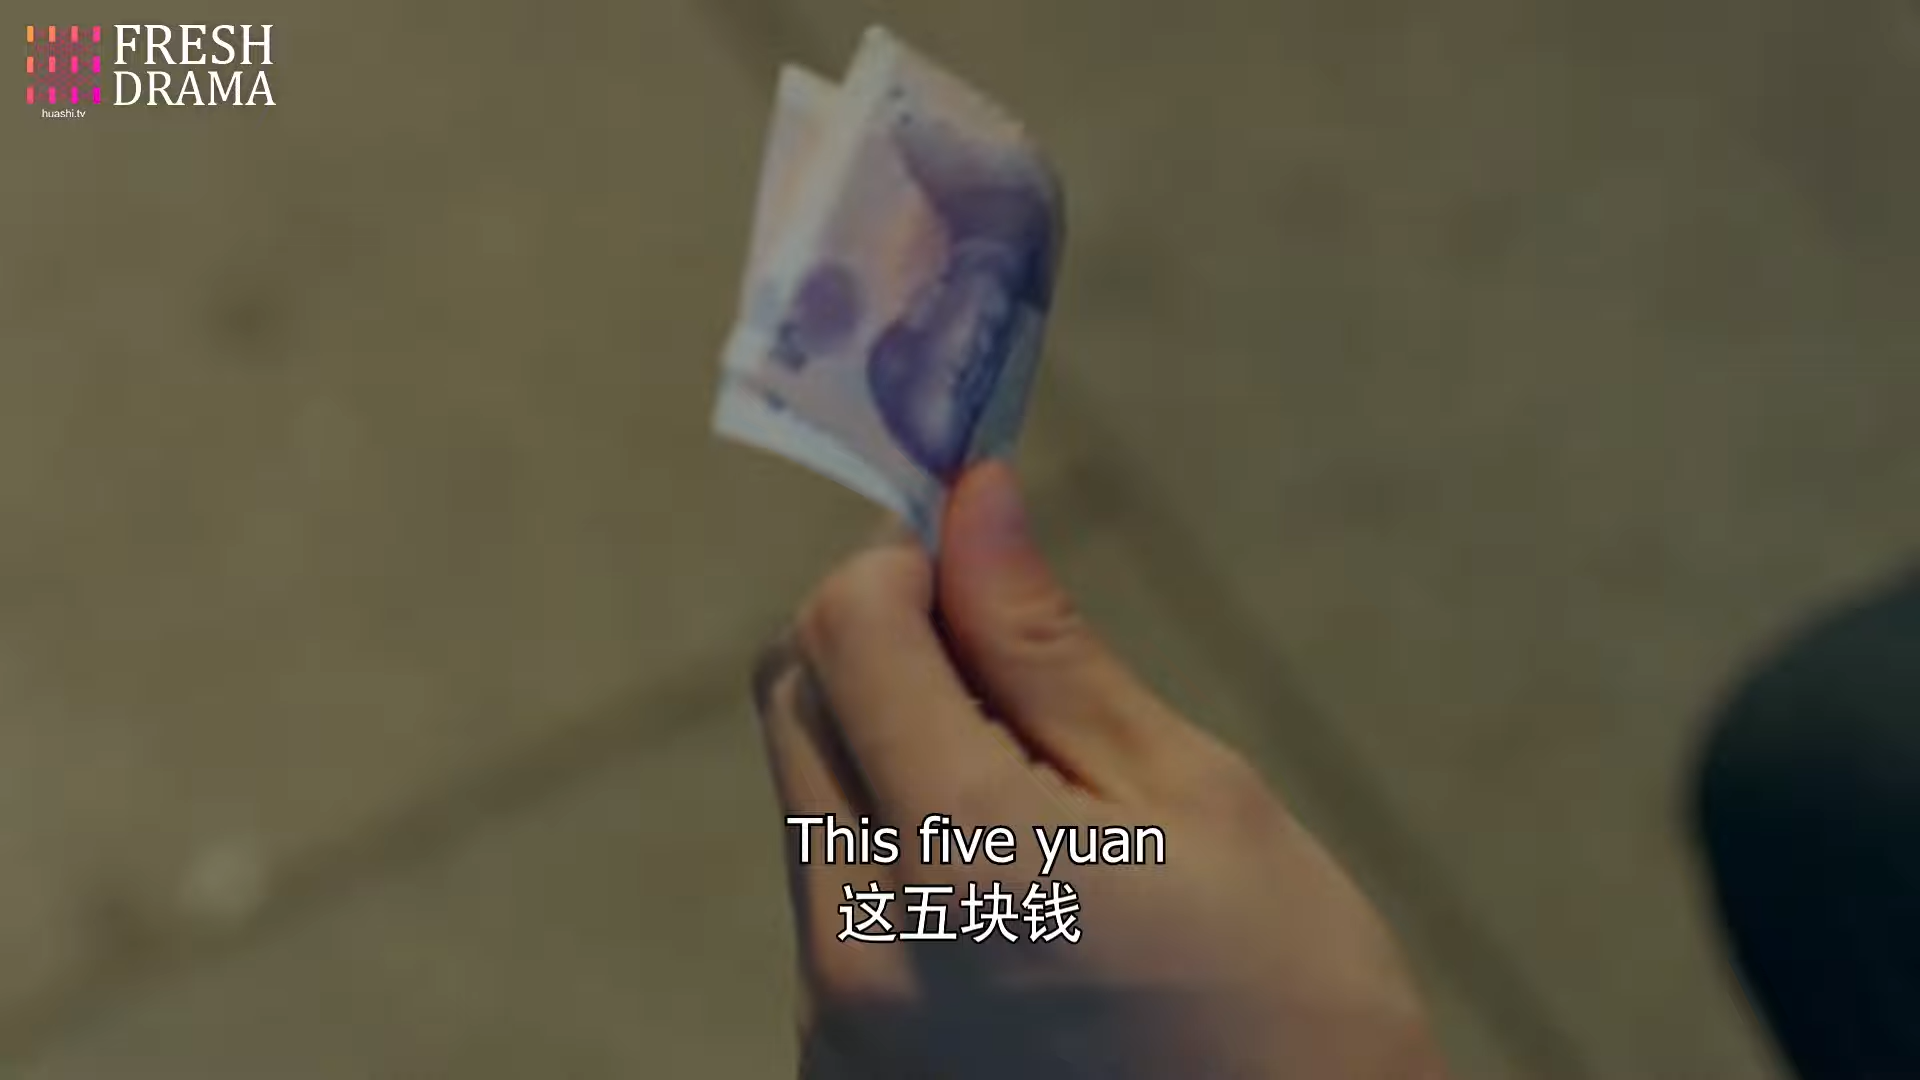 FRESH
DRAMA
huashi.tv
This five yuan
这五块钱